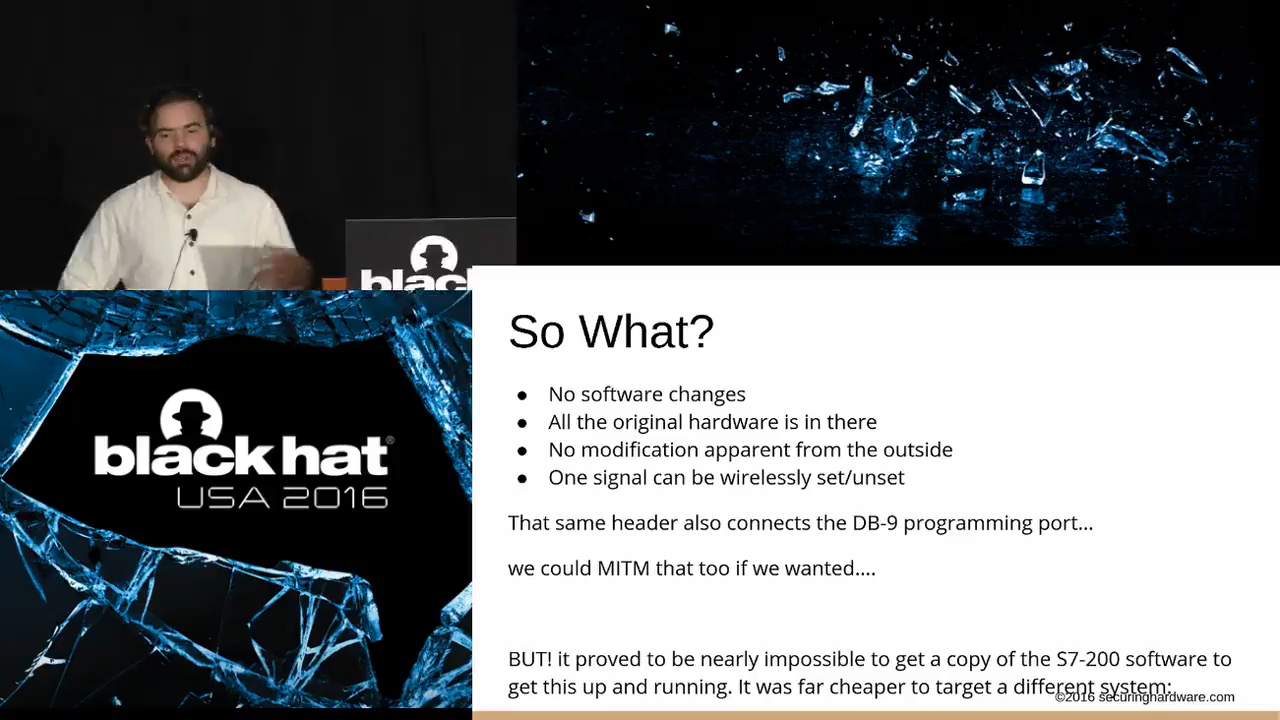 black
So What?
● No software changes
● All the original hardware is in there
● No modification apparent from the outside
● One signal can be wirelessly set/unset
black hat®
USA 2016
That same header also connects the DB-9 programming port...
we could MITM that too if we wanted....
BUT! it proved to be nearly impossible to get a copy of the S7-200 software to
get this up and running. It was far cheaper to target a different system:
©2016 securinghardware.com